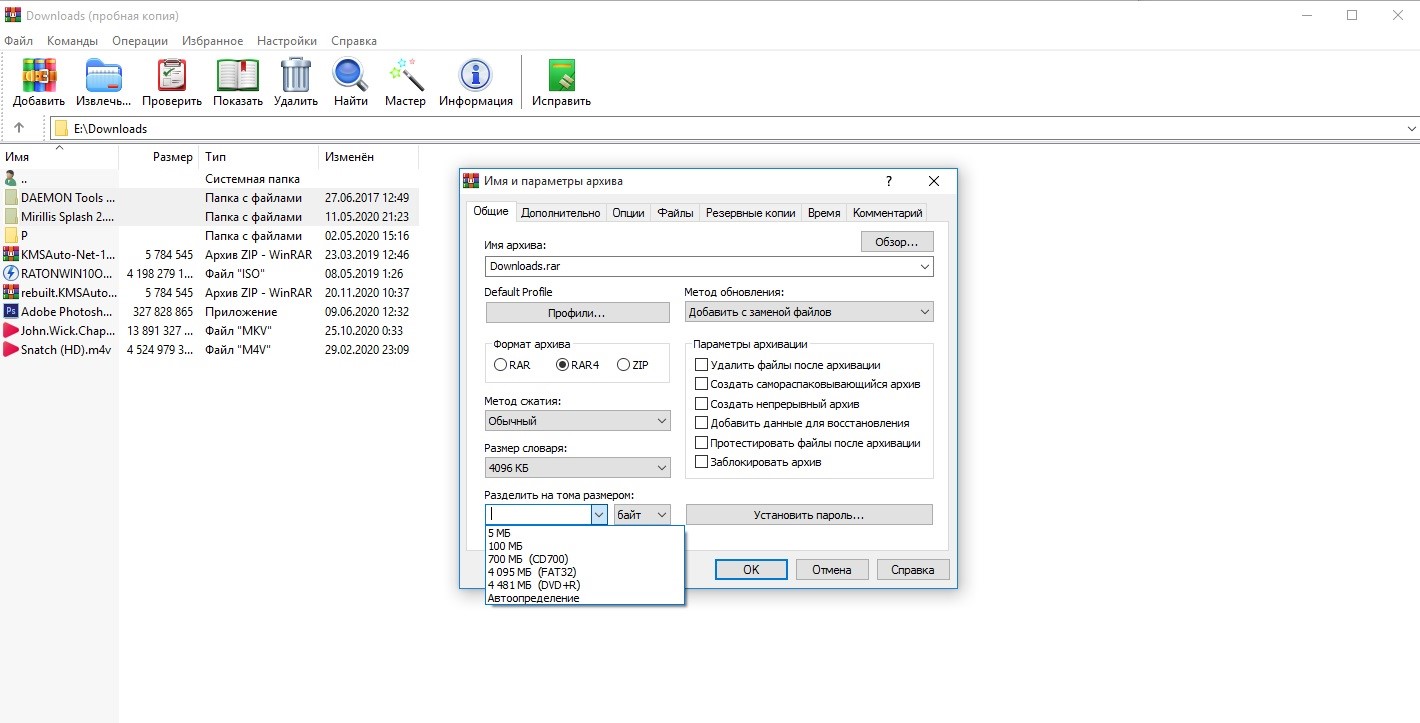 Downloads (пробная копия)
Файл Команды Операции Избранное Настройки Справка
Добавить Извлечь... Проверить Показать Удалить Найти Мастер Информация Исправить
E:\Downloads
Имя Размер Тип Изменён
.. Системная папка
DAEMON Tools ... Папка с файлами 27.06.2017 12:49
Mirillis Splash 2.... Папка с файлами 11.05.2020 21:23
P Папка с файлами 02.05.2020 15:16
KMSAuto-Net-1... 5 784 545 Архив ZIP - WinRAR 23.03.2019 12:46
RATONWIN10O... 4 198 279 1... Файл "ISO" 08.05.2019 1:26
rebuilt.KMSAuto... 5 784 545 Архив ZIP - WinRAR 20.11.2020 10:37
Ps Adobe Photosh... 327 828 865 Приложение 09.06.2020 12:32
John.Wick.Chap... 13 891 327 ... Файл "MKV" 25.10.2020 0:33
Snatch (HD).m4v 4 524 979 3... Файл "M4V" 29.02.2020 23:09
Имя и параметры архива ?
Общие Дополнительно Опции Файлы Резервные копии Время Комментарий
Имя архива: Обзор...
Downloads.rar
Default Profile Метод обновления:
Профили... Добавить с заменой файлов
Формат архива Параметры архивации
RAR RAR4 ZIP Удалить файлы после архивации
Создать самораспаковывающийся архив
Метод сжатия: Создать непрерывный архив
Обычный Добавить данные для восстановления
Размер словаря: Протестировать файлы после архивации
4096 КБ Заблокировать архив
Разделить на тома размером:
байт Установить пароль...
5 МБ
100 МБ
700 МБ (CD700)
4 095 МБ (FAT32)
4 481 МБ (DVD+R)
Автоопределение
OK Отмена Справка